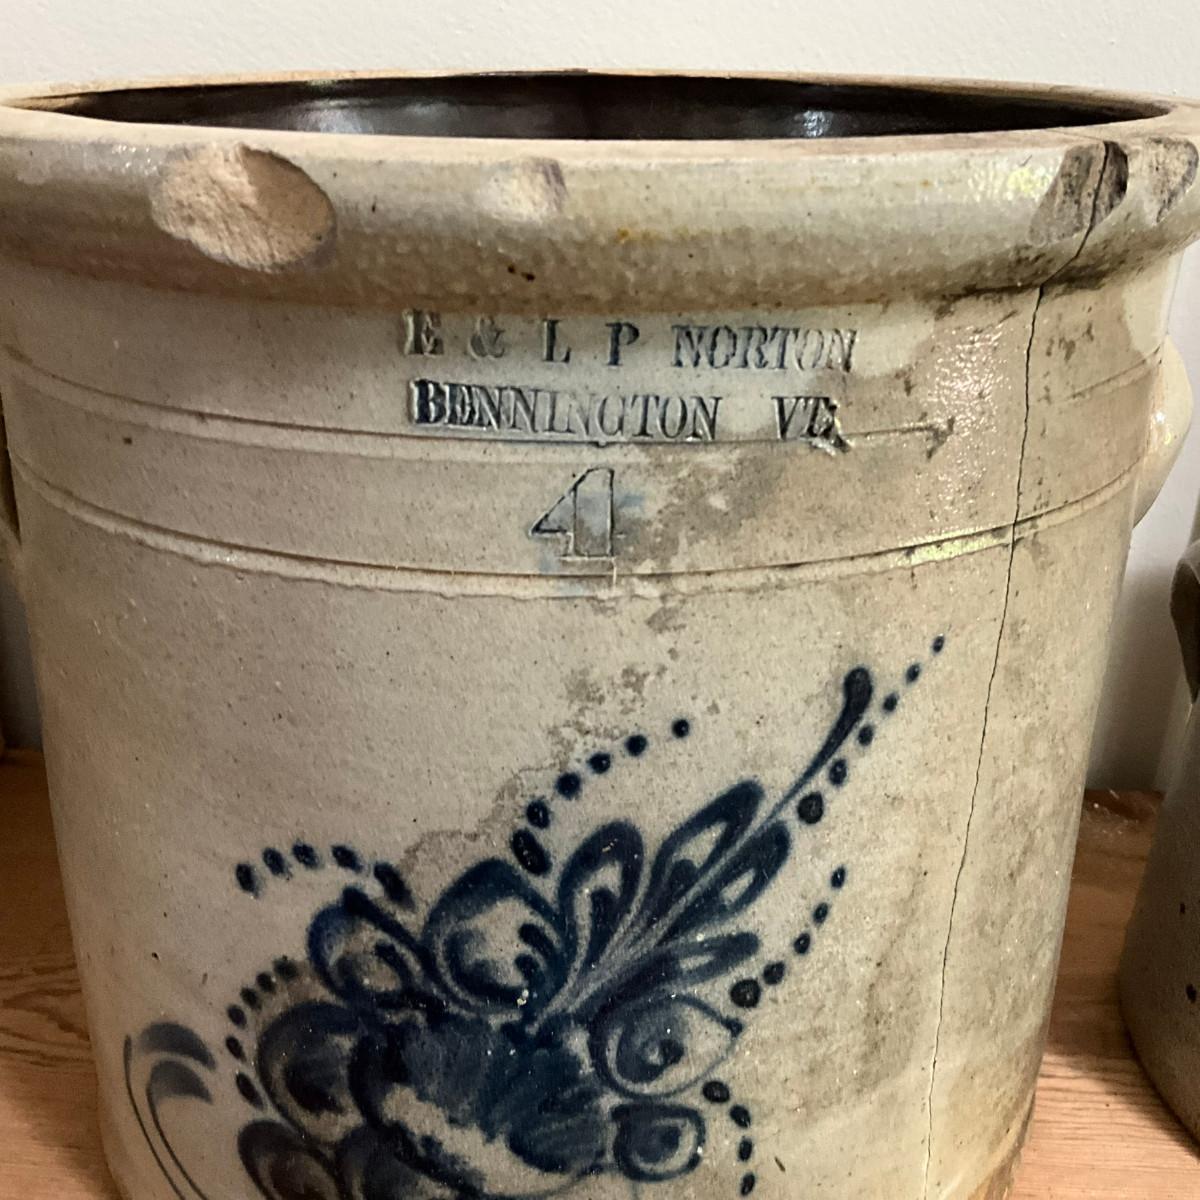 E & L P NORTON
BENNINGTON VT.
4